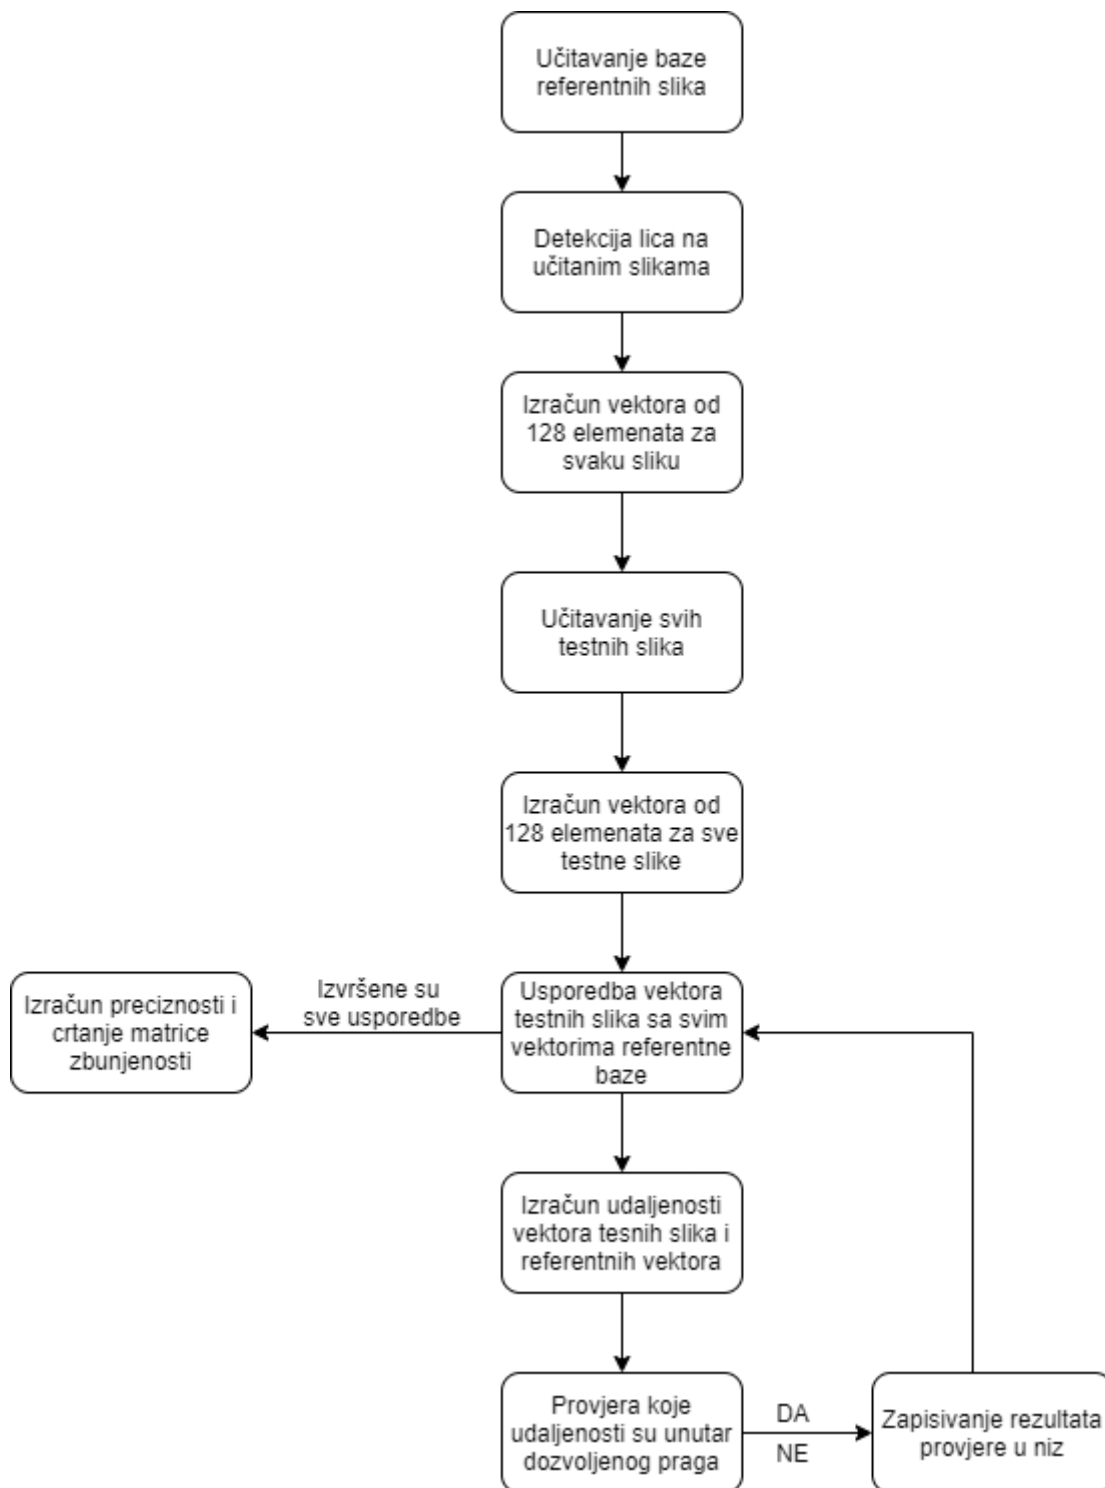 Učitavanje baze
referentnih slika
Detekcija lica na
učitanim slikama
Izračun vektora od
128 elemenata za
svaku sliku
Učitavanje svih
testnih slika
Izračun vektora od
128 elemenata za sve
testne slike
Usporedba vektora
testnih slika sa svim
vektorima referentne
baze
Izvršene su
sve usporedbe
Izračun preciznosti i
crtanje matrice
zbunjenosti
Izračun udaljenosti
vektora tesnih slika i
referentnih vektora
Provjera koje
udaljenosti su unutar
dozvoljenog praga
DA
NE
Zapisivanje rezultata
provjere u niz